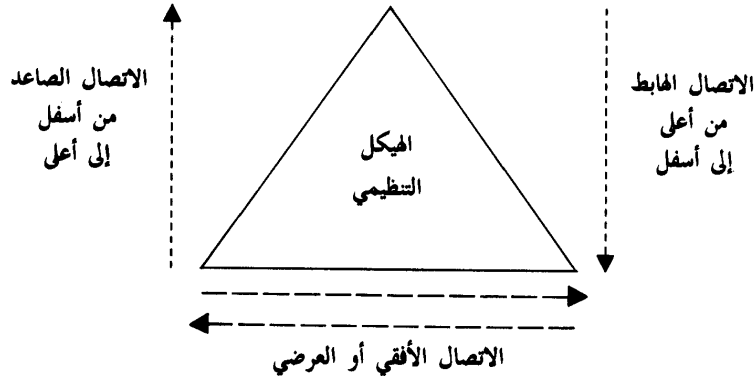 الاتصال الهابط
من أعلى
إلى أسفل
الهيكل
التنظيمي
الاتصال الصاعد
من أسفل
إلى أعلى
الاتصال الأفقي أو العرضي